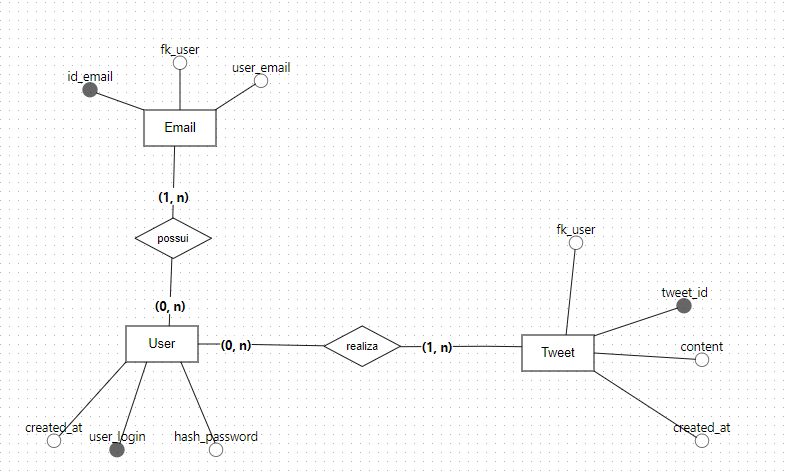 fk_user
user_email
id_email
Email
(1, n)
possui
(0, n)
User
(0, n)
realiza
(1, n)
Tweet
fk_user
tweet_id
content
created_at
created_at
user_login
hash_password